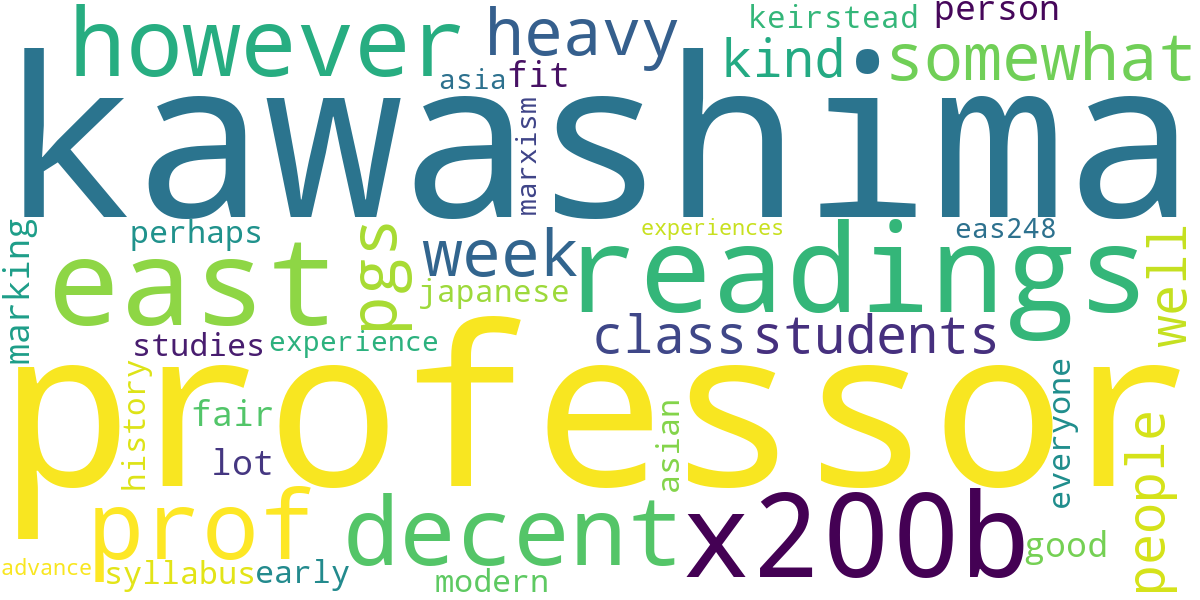 however
heavy
keirstead
person
asia
fit
kind
somewhat
kawashima
marxism
marking
perhaps
east
pgs
week
japanese
experiences
readings
eas248
well
studies
experience
class
students
professor
history
fair
lot
asian
everyone
people
prof
decent
x200b
good
advance
syllabus
early
modern